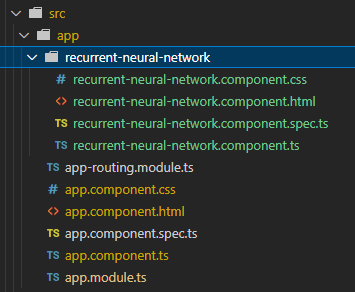 src
app
recurrent-neural-network
# recurrent-neural-network.component.css
<> recurrent-neural-network.component.html
TS recurrent-neural-network.component.spec.ts
TS recurrent-neural-network.component.ts
TS app-routing.module.ts
# app.component.css
<> app.component.html
TS app.component.spec.ts
TS app.component.ts
TS app.module.ts